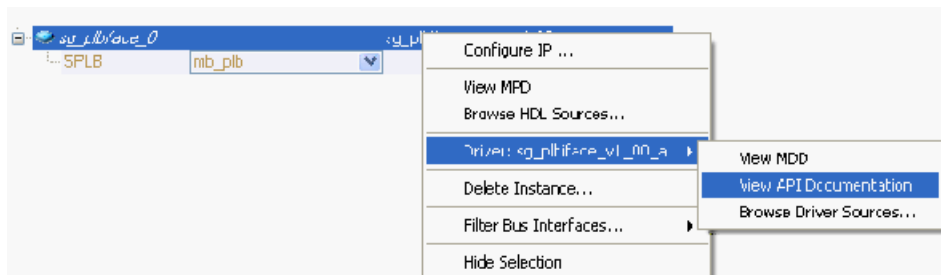 sg_plbiface_0
SPLB mb_plb
Configure IP ...
View MPD
Browse HDL Sources...
Driver: sg_plbiface_v1_00_a
View MDD
Delete Instance...
View API Documentation
Browse Driver Sources...
Filter Bus Interfaces...
Hide Selection